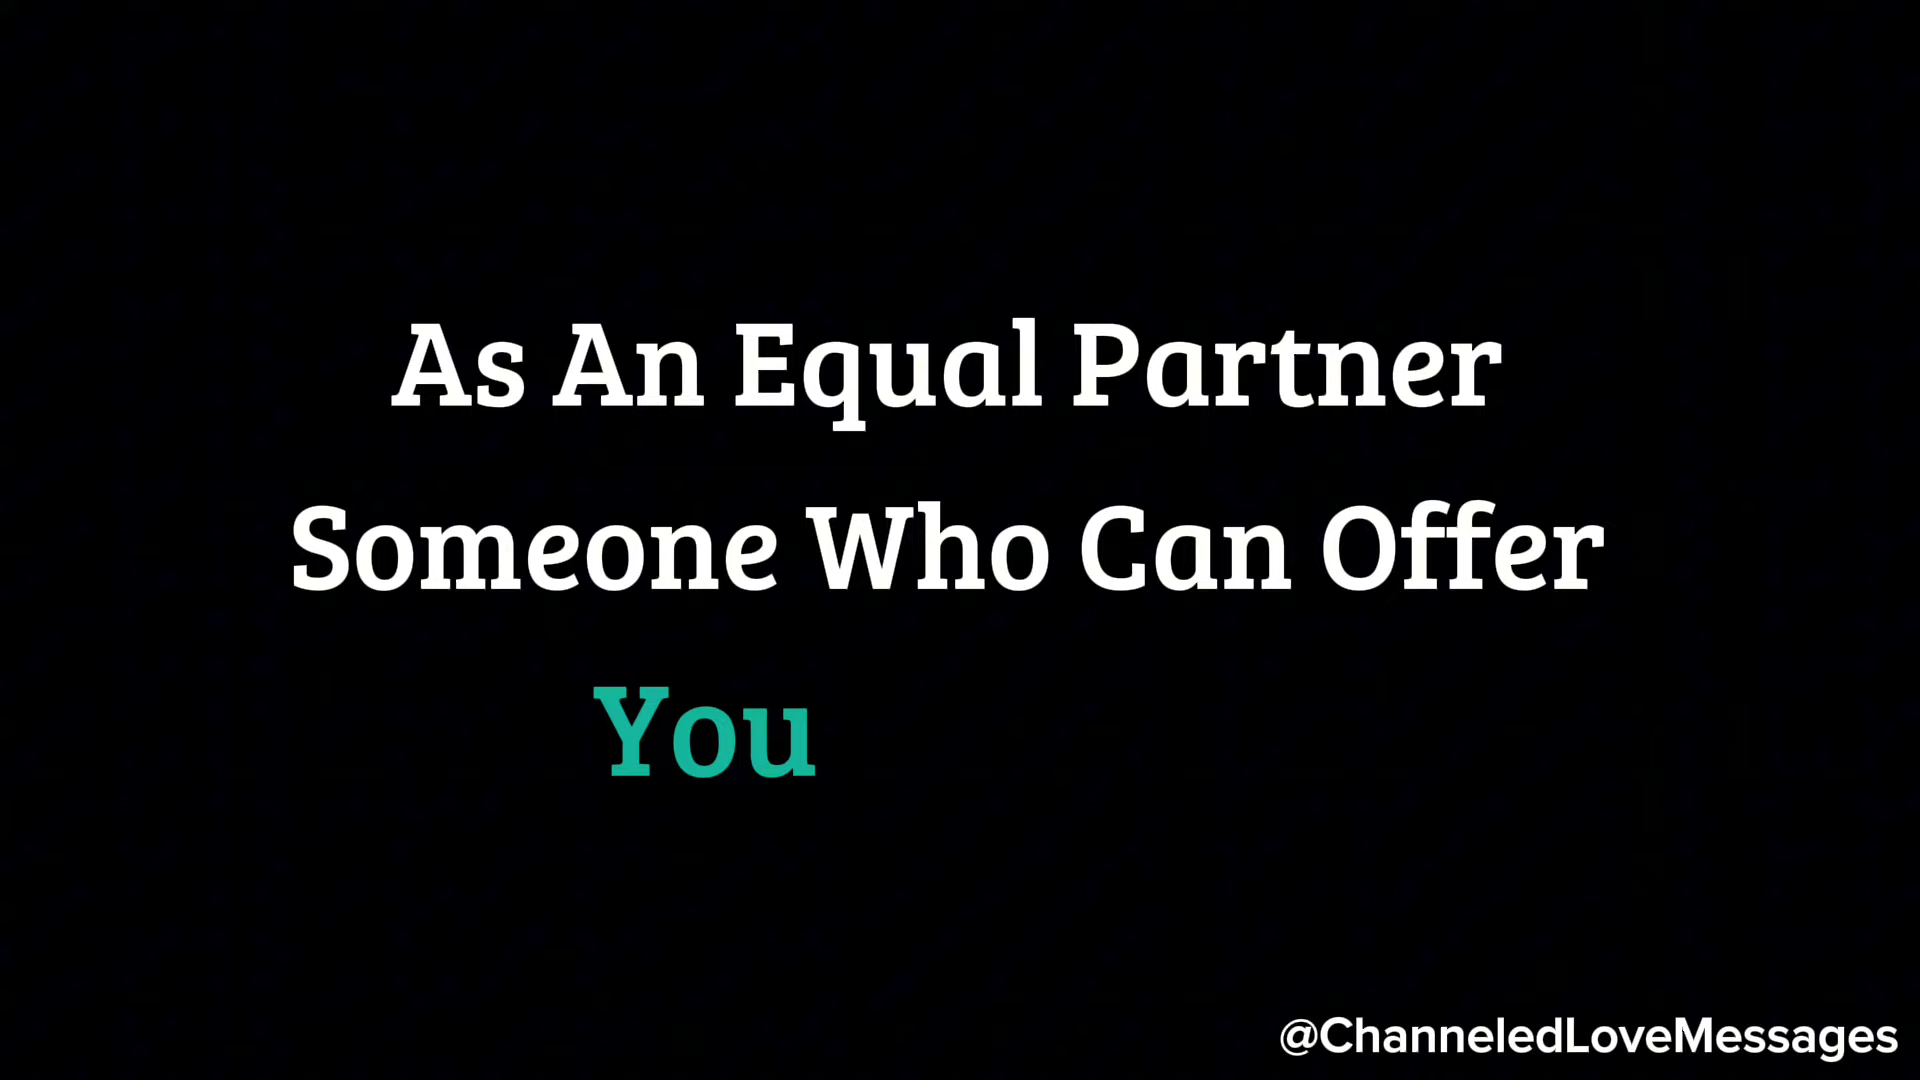 As An Equal Partner
Someone Who Can Offer
You
@ChanneledLoveMessages